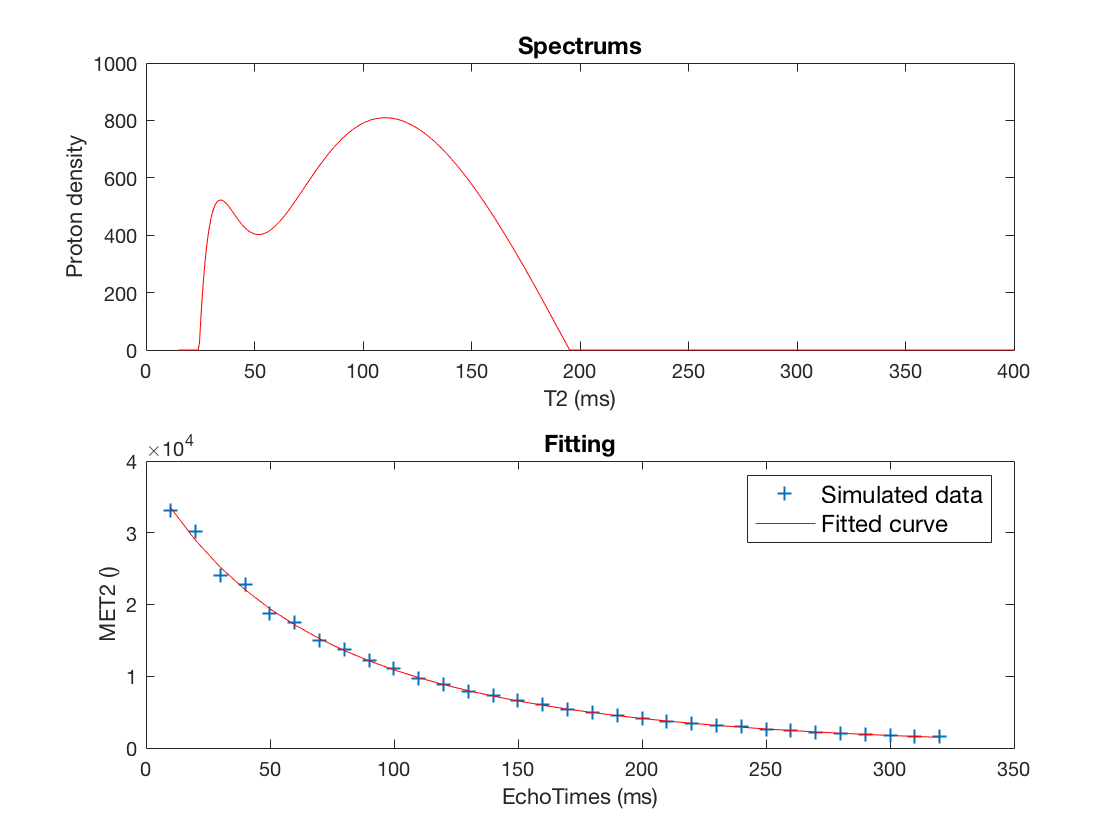 Spectrums
1000
800
600
400
200
0
Proton density
0 50 100 150 200 250 300 350 400
T2 (ms)
Fitting
×10^4
4
3
2
1
0
MET2 ()
Simulated data
Fitted curve
0 50 100 150 200 250 300 350
EchoTimes (ms)